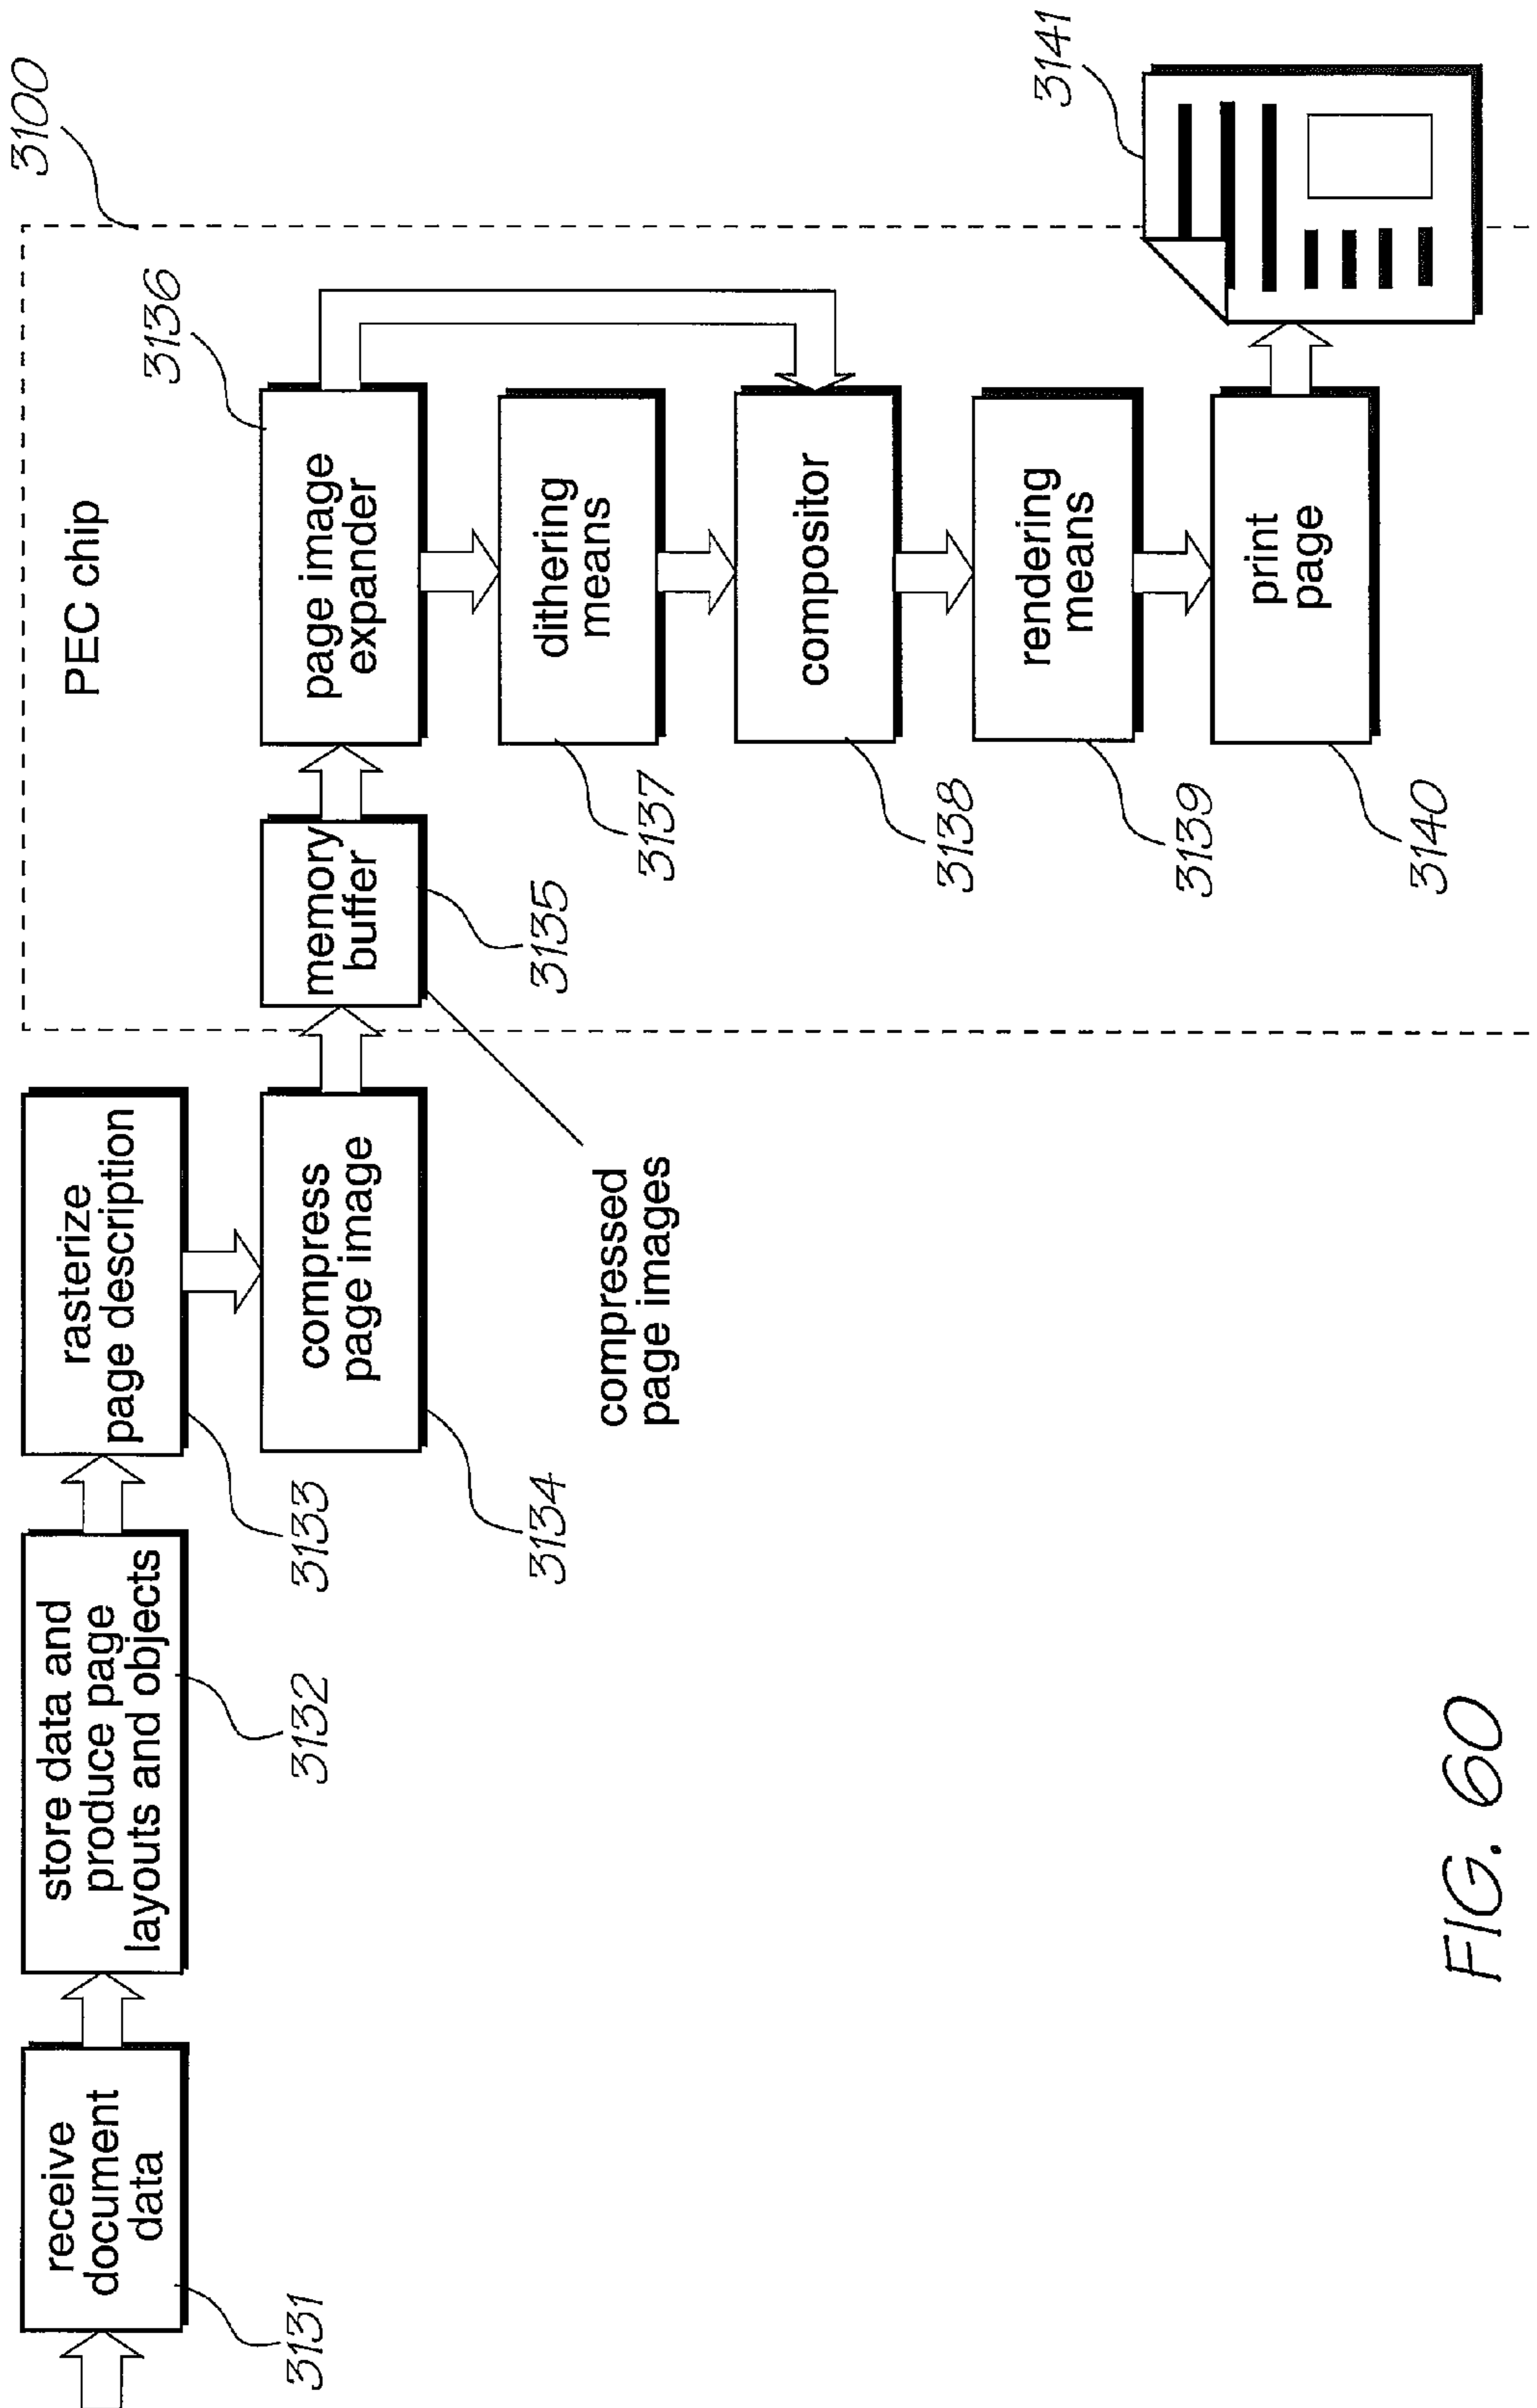 receive
document
data
3131
store data and
produce page
layouts and objects
3132
rasterize
page description
3133
compress
page image
3134
compressed
page images
PEC chip
3100
memory
buffer
3135
page image
expander
3136
dithering
means
3137
compositor
3138
rendering
means
3139
print
page
3140
3141
FIG. 60